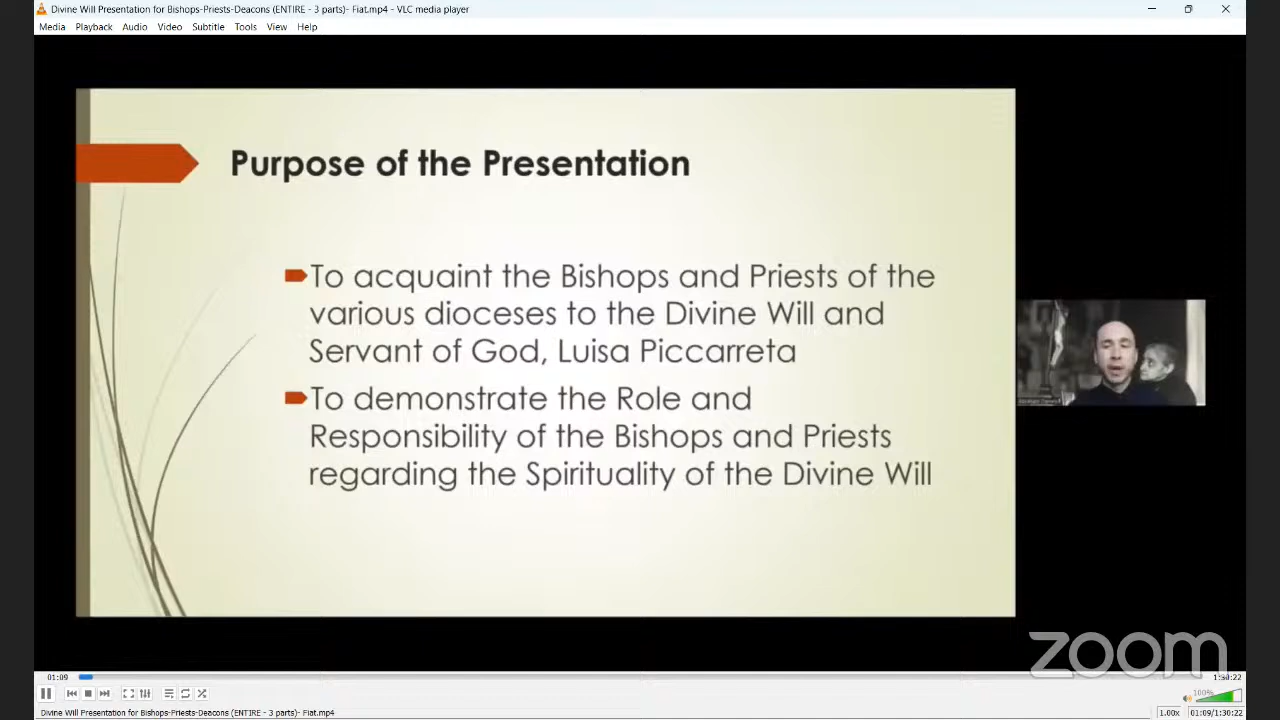 Divine Will Presentation for Bishops-Priests-Deacons (ENTIRE - 3 parts)- Fiat.mp4 - VLC media player
Media Playback Audio Video Subtitle Tools View Help
Purpose of the Presentation
To acquaint the Bishops and Priests of the
various dioceses to the Divine Will and
Servant of God, Luisa Piccarreta
To demonstrate the Role and
Responsibility of the Bishops and Priests
regarding the Spirituality of the Divine Will
zoom
01:09
1:30:22
100%
Divine Will Presentation for Bishops-Priests-Deacons (ENTIRE - 3 parts)- Fiat.mp4
1.00x
01:09/1:30:22